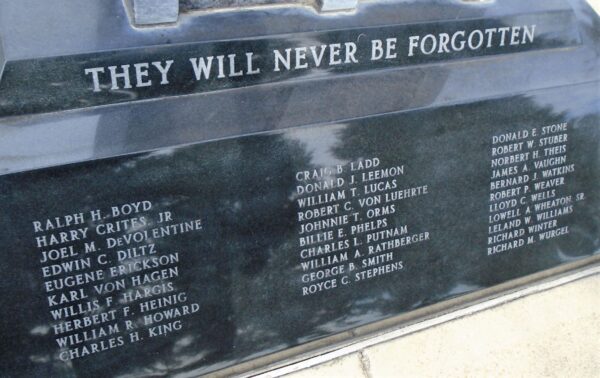 THEY WILL NEVER BE FORGOTTEN
RALPH H. BOYD
HARRY CRITES, JR
JOEL M. DeVOLENTINE
EDWIN C. DILTZ
EUGENE ERICKSON
KARL VON HAGEN
WILLIS F. HARGIS
HERBERT F. HEINIG
WILLIAM R. HOWARD
CHARLES H. KING
CRAIG B. LADD
DONALD J. LEEMON
WILLIAM T. LUCAS
ROBERT C. VON LUEHRTE
JOHNNIE T. ORMS
BILLIE E. PHELPS
CHARLES L. PUTNAM
WILLIAM A. RATHBERGER
GEORGE B. SMITH
ROYCE C. STEPHENS
DONALD E. STONE
ROBERT W. STUBER
NORBERT H. THEIS
JAMES A. VAUGHN
BERNARD J. WATKINS
ROBERT P. WEAVER
LLOYD C. WELLS
LOWELL A. WHEATON, SR.
LELAND W. WILLIAMS
RICHARD WINTER
RICHARD M. WURGEL